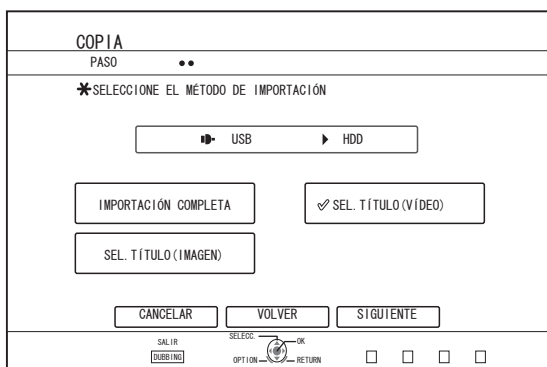 COPIA
PASO
*SELECCIONE EL MÉTODO DE IMPORTACIÓN
USB HDD
IMPORTACIÓN COMPLETA
SEL. TÍTULO(VÍDEO)
SEL. TÍTULO(IMAGEN)
CANCELAR VOLVER SIGUIENTE
SALIR
DUBBING
SELECC. OK
OPTION RETURN